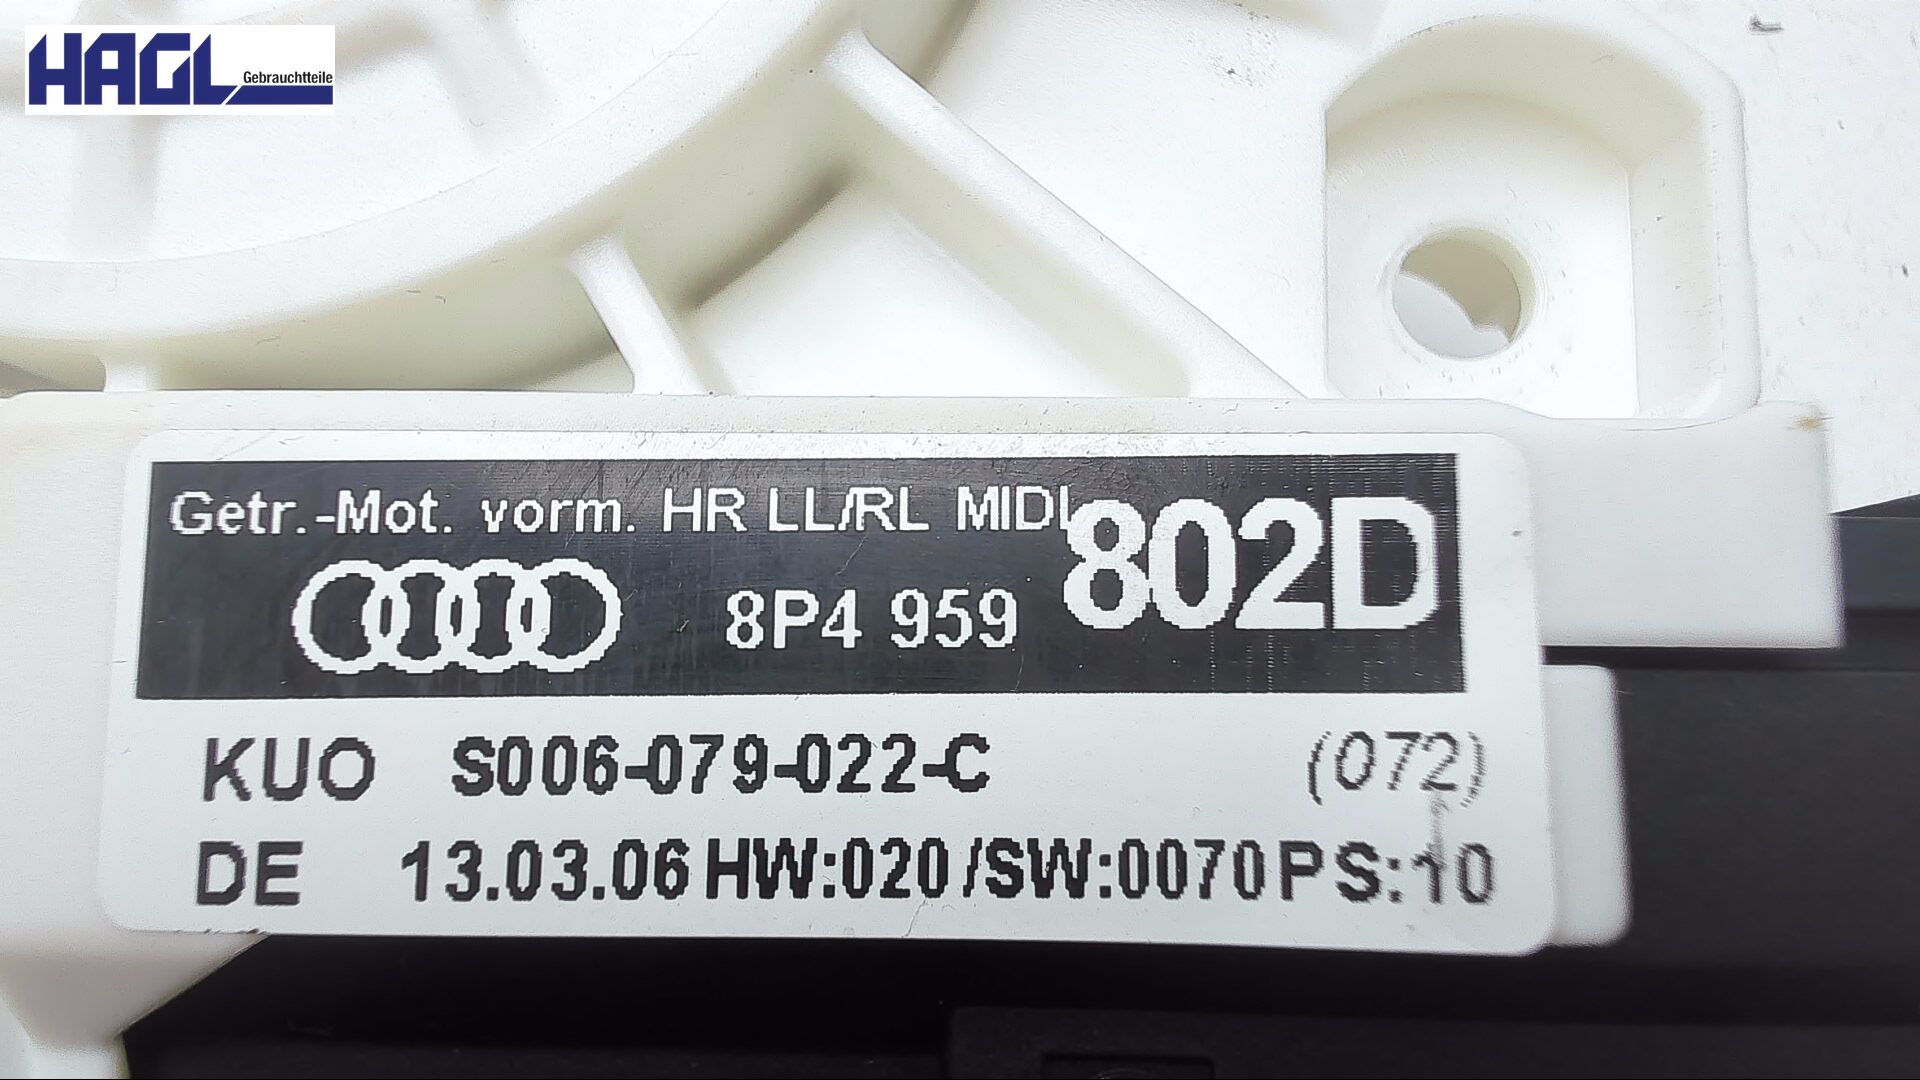 HAGL Gebrauchtteile
Getr.-Mot. vorm. HR LL/RL MIDL
8P4 959 802D
KUO S006-079-022-C (072)
DE 13.03.06 HW:020/SW:0070 PS:10